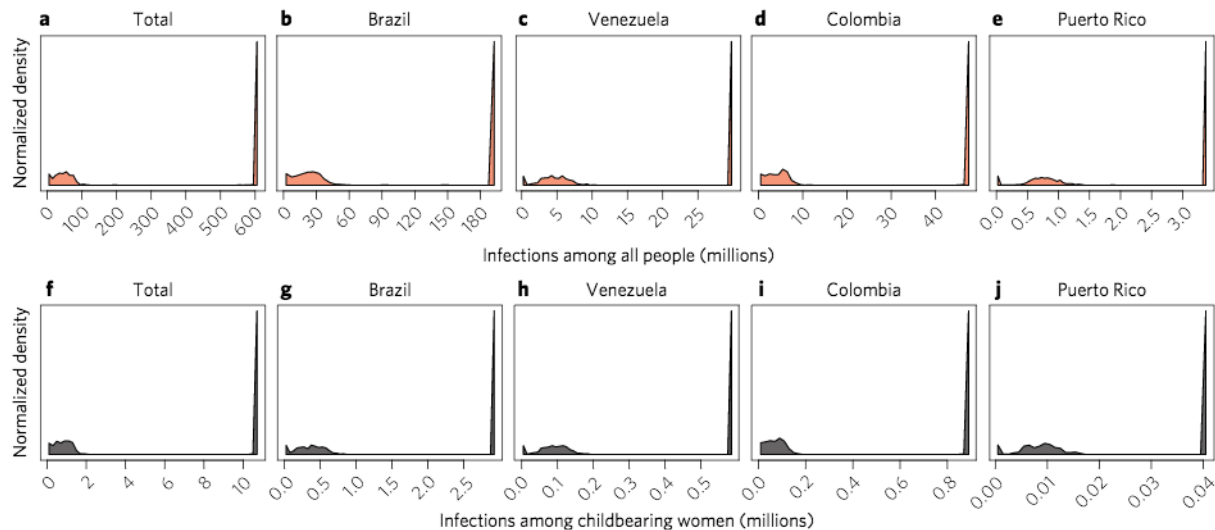 a Total b Brazil c Venezuela d Colombia e Puerto Rico
Normalized density
0 100 200 300 400 500 600 0 30 60 90 120 150 180 0 5 10 15 20 25 0 10 20 30 40 0.0 0.5 1.0 1.5 2.0 2.5 3.0
Infections among all people (millions)
f Total g Brazil h Venezuela i Colombia j Puerto Rico
Normalized density
0 2 4 6 8 10 0.0 0.5 1.0 1.5 2.0 2.5 0.0 0.1 0.2 0.3 0.4 0.5 0.0 0.2 0.4 0.6 0.8 0.00 0.01 0.02 0.03 0.04
Infections among childbearing women (millions)